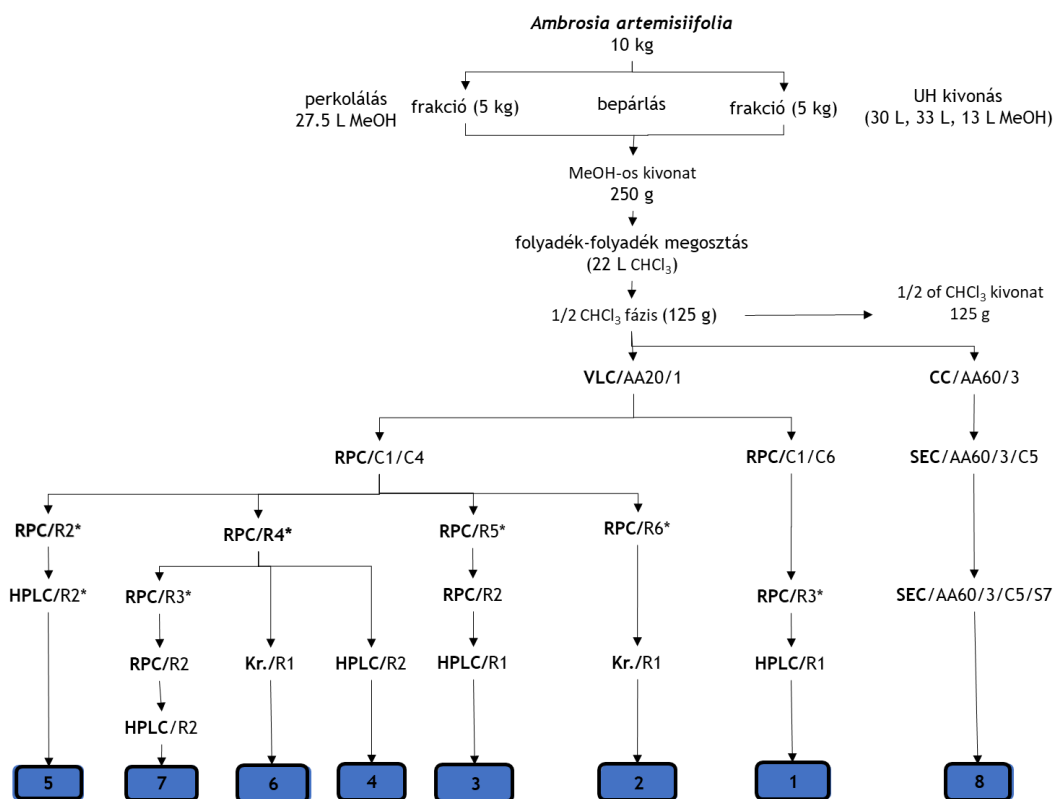 Ambrosia artemisiifolia
10 kg
perkolálás
27.5 L MeOH
frakció (5 kg)
bepárlás
frakció (5 kg)
UH kivonás
(30 L, 33 L, 13 L MeOH)
MeOH-os kivonat
250 g
folyadék-folyadék megosztás
(22 L CHCl₃)
1/2 CHCl₃ fázis (125 g)
1/2 of CHCl₃ kivonat
125 g
VLC/AA20/1
CC/AA60/3
RPC/C1/C4
RPC/C1/C6
SEC/AA60/3/C5
RPC/R2*
RPC/R4*
RPC/R5*
RPC/R6*
HPLC/R2*
RPC/R3*
RPC/R2
RPC/R3*
SEC/AA60/3/C5/S7
RPC/R2
Kr./R1
HPLC/R2
HPLC/R1
Kr./R1
HPLC/R1
HPLC/R2
5
7
6
4
3
2
1
8